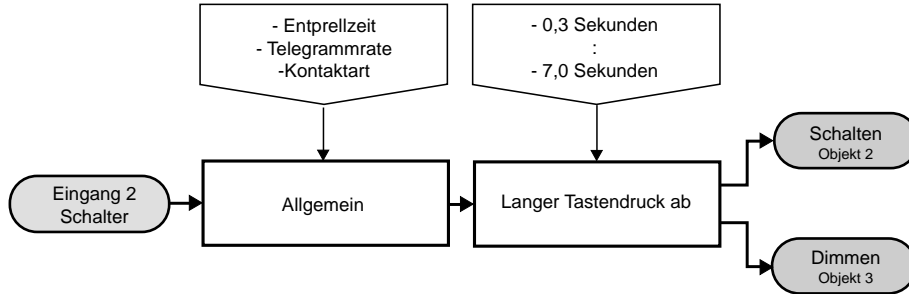 - Entprellzeit
- Telegrammrate
-Kontaktart
- 0,3 Sekunden
:
- 7,0 Sekunden
Eingang 2
Schalter
Allgemein
Langer Tastendruck ab
Schalten
Objekt 2
Dimmen
Objekt 3